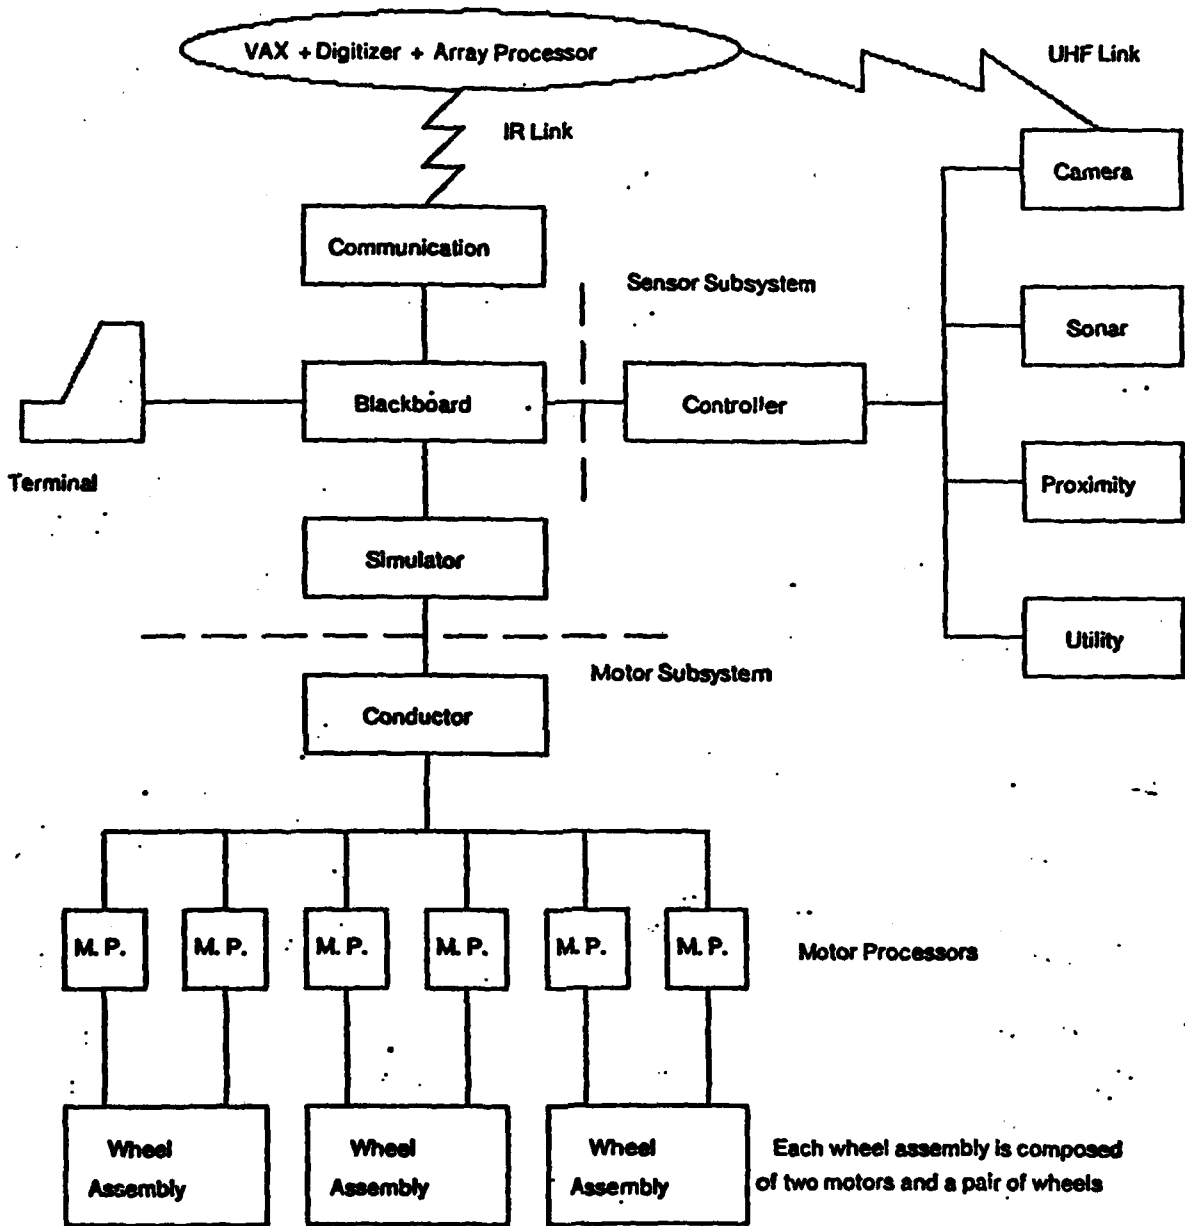 VAX + Digitizer + Array Processor
UHF Link
IR Link
Camera
Communication
Sensor Subsystem
Sonar
Blackboard
Controller
Terminal
Proximity
Simulator
Utility
Motor Subsystem
Conductor
M. P. M. P. M. P. M. P. M. P. M. P.
Motor Processors
Wheel
Assembly
Wheel
Assembly
Wheel
Assembly
Each wheel assembly is composed
of two motors and a pair of wheels